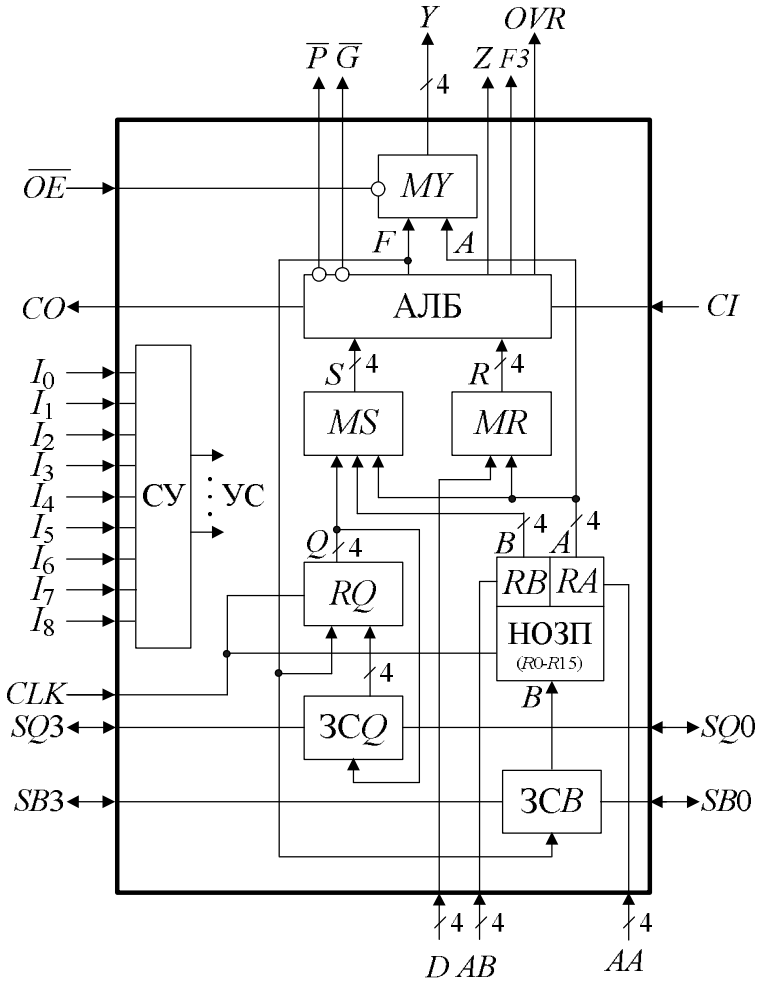 Y OVR
P̅ G̅ Z F3
4
O̅E̅ MY
F A
CO АЛБ CI
I₀ S 4 R 4
I₁ MS MR
I₂
I₃
I₄ СУ УС
I₅ Q 4 B 4 A 4
I₆ RQ RB RA
I₇ НОЗП
I₈ (R0-R15)
CLK 4 B
SQ3 ЗСQ SQ0
SB3 ЗСB SB0
4 4 4
D AB AA